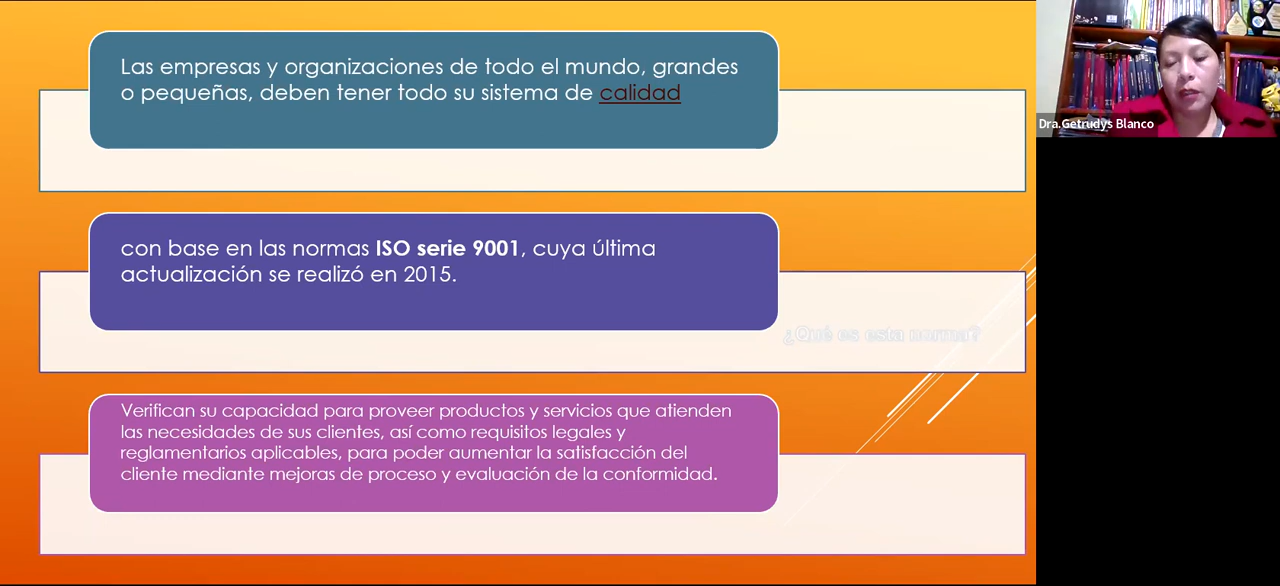 Las empresas y organizaciones de todo el mundo, grandes
o pequeñas, deben tener todo su sistema de calidad
con base en las normas ISO serie 9001, cuya última
actualización se realizó en 2015.
¿Qué es esta norma?
Verifican su capacidad para proveer productos y servicios que atienden
las necesidades de sus clientes, así como requisitos legales y
reglamentarios aplicables, para poder aumentar la satisfacción del
cliente mediante mejoras de proceso y evaluación de la conformidad.
Dra.Getrudys Blanco